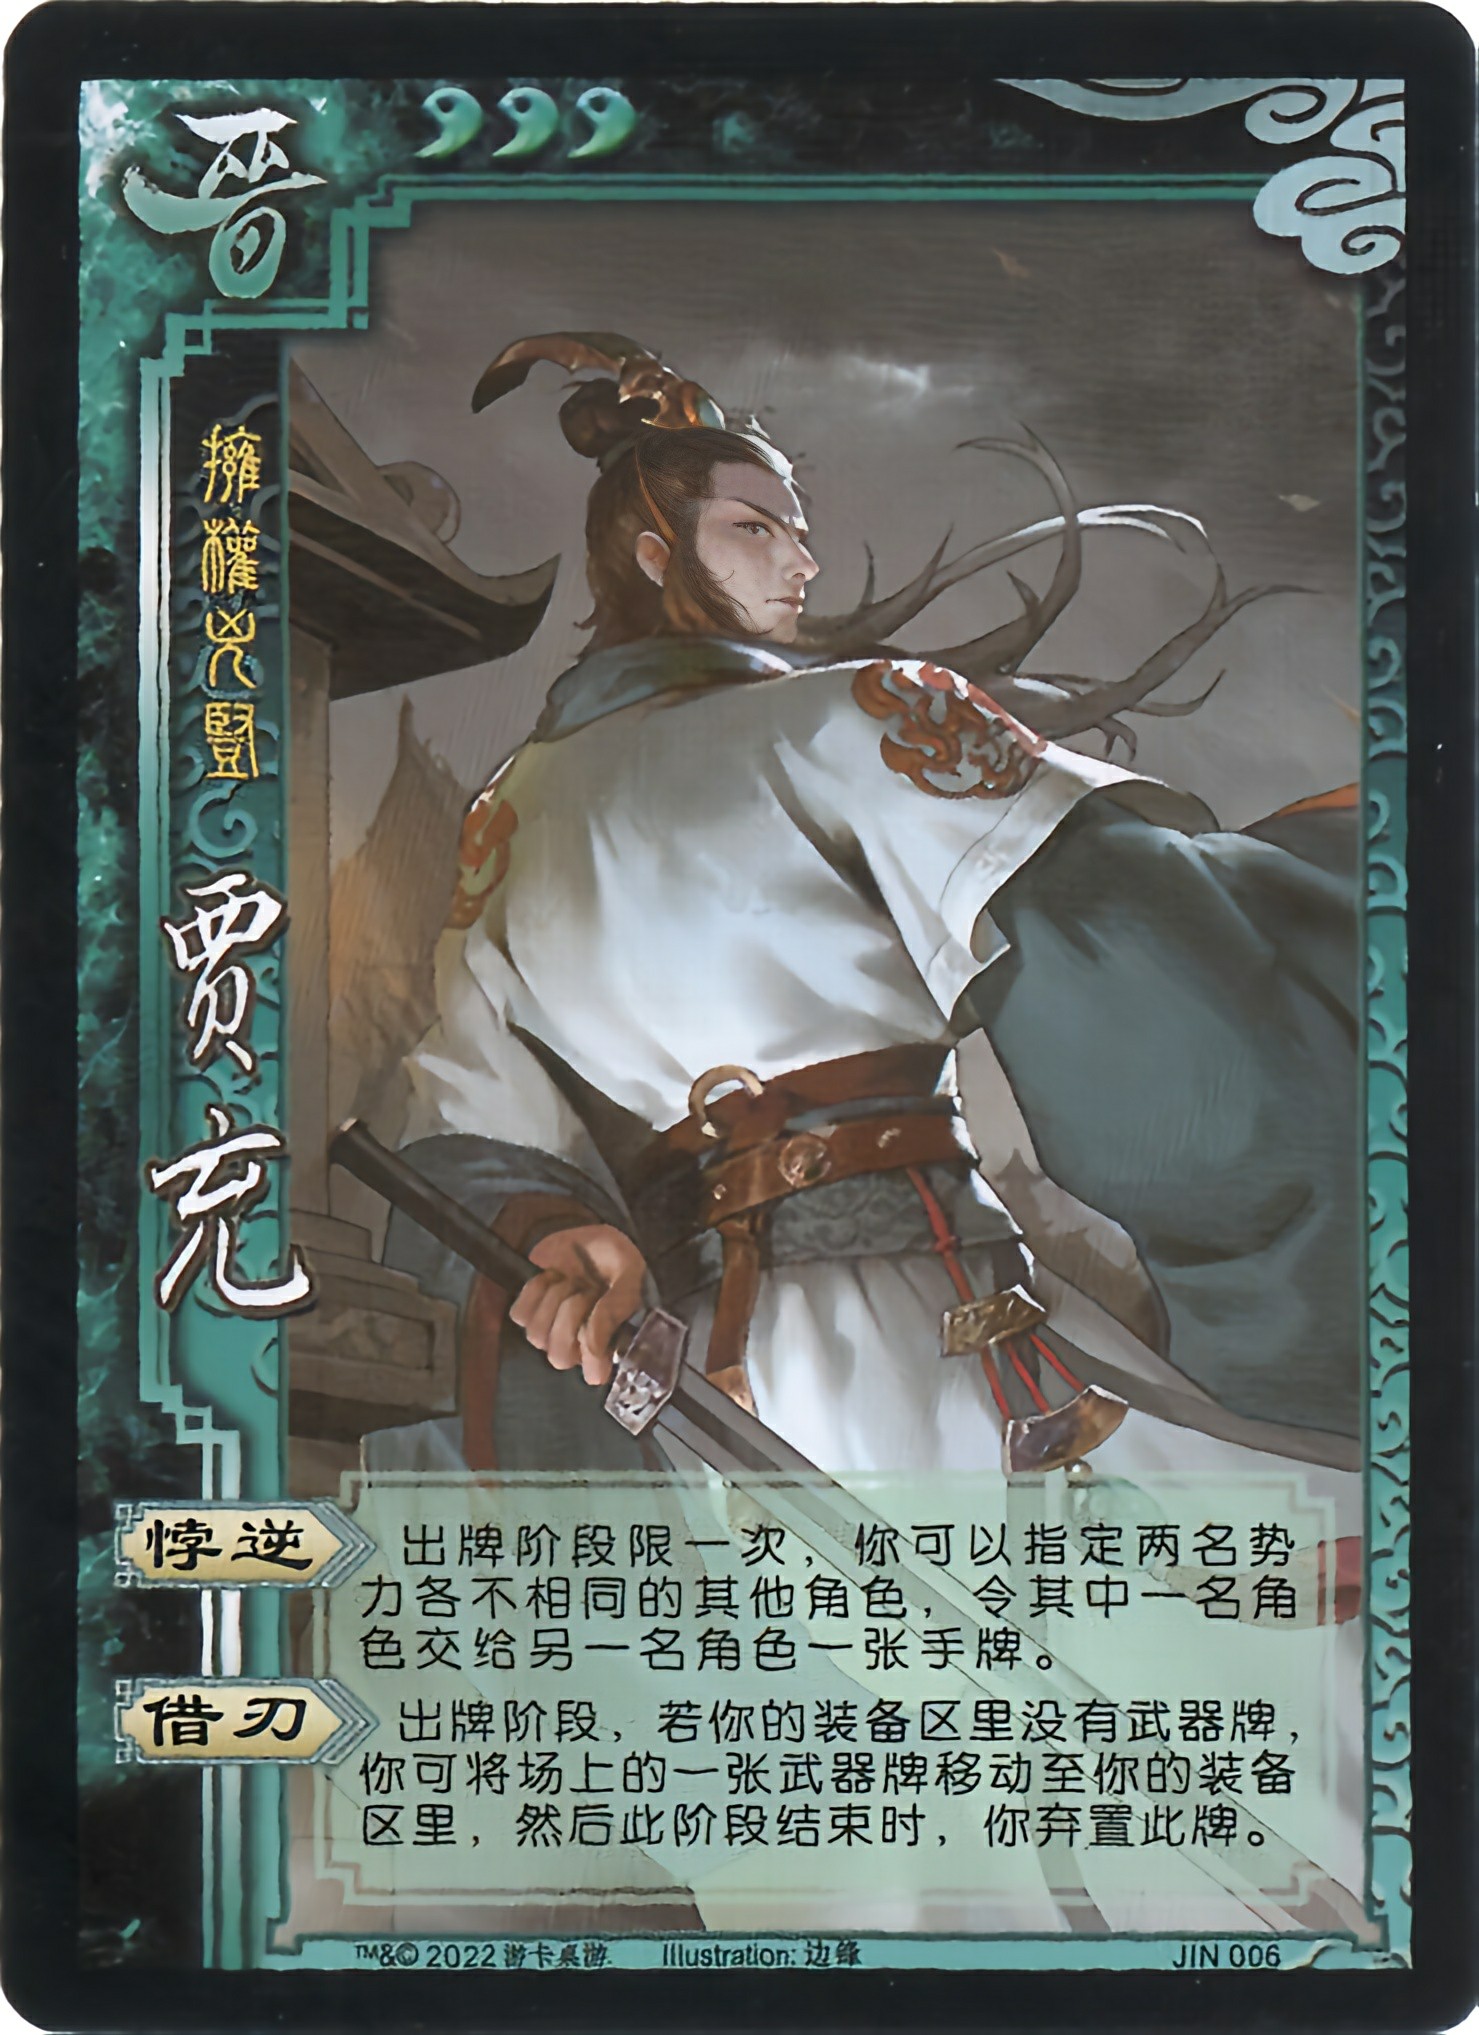 晋
擁權兇豎
贾充
悖逆
出牌阶段限一次，你可以指定两名势
力各不相同的其他角色，令其中一名角
色交给另一名角色一张手牌。
借刃
出牌阶段，若你的装备区里没有武器牌，
你可将场上的一张武器牌移动至你的装备
区里，然后此阶段结束时，你弃置此牌。
™&© 2022 游卡桌游 Illustration: 边锋
JIN 006